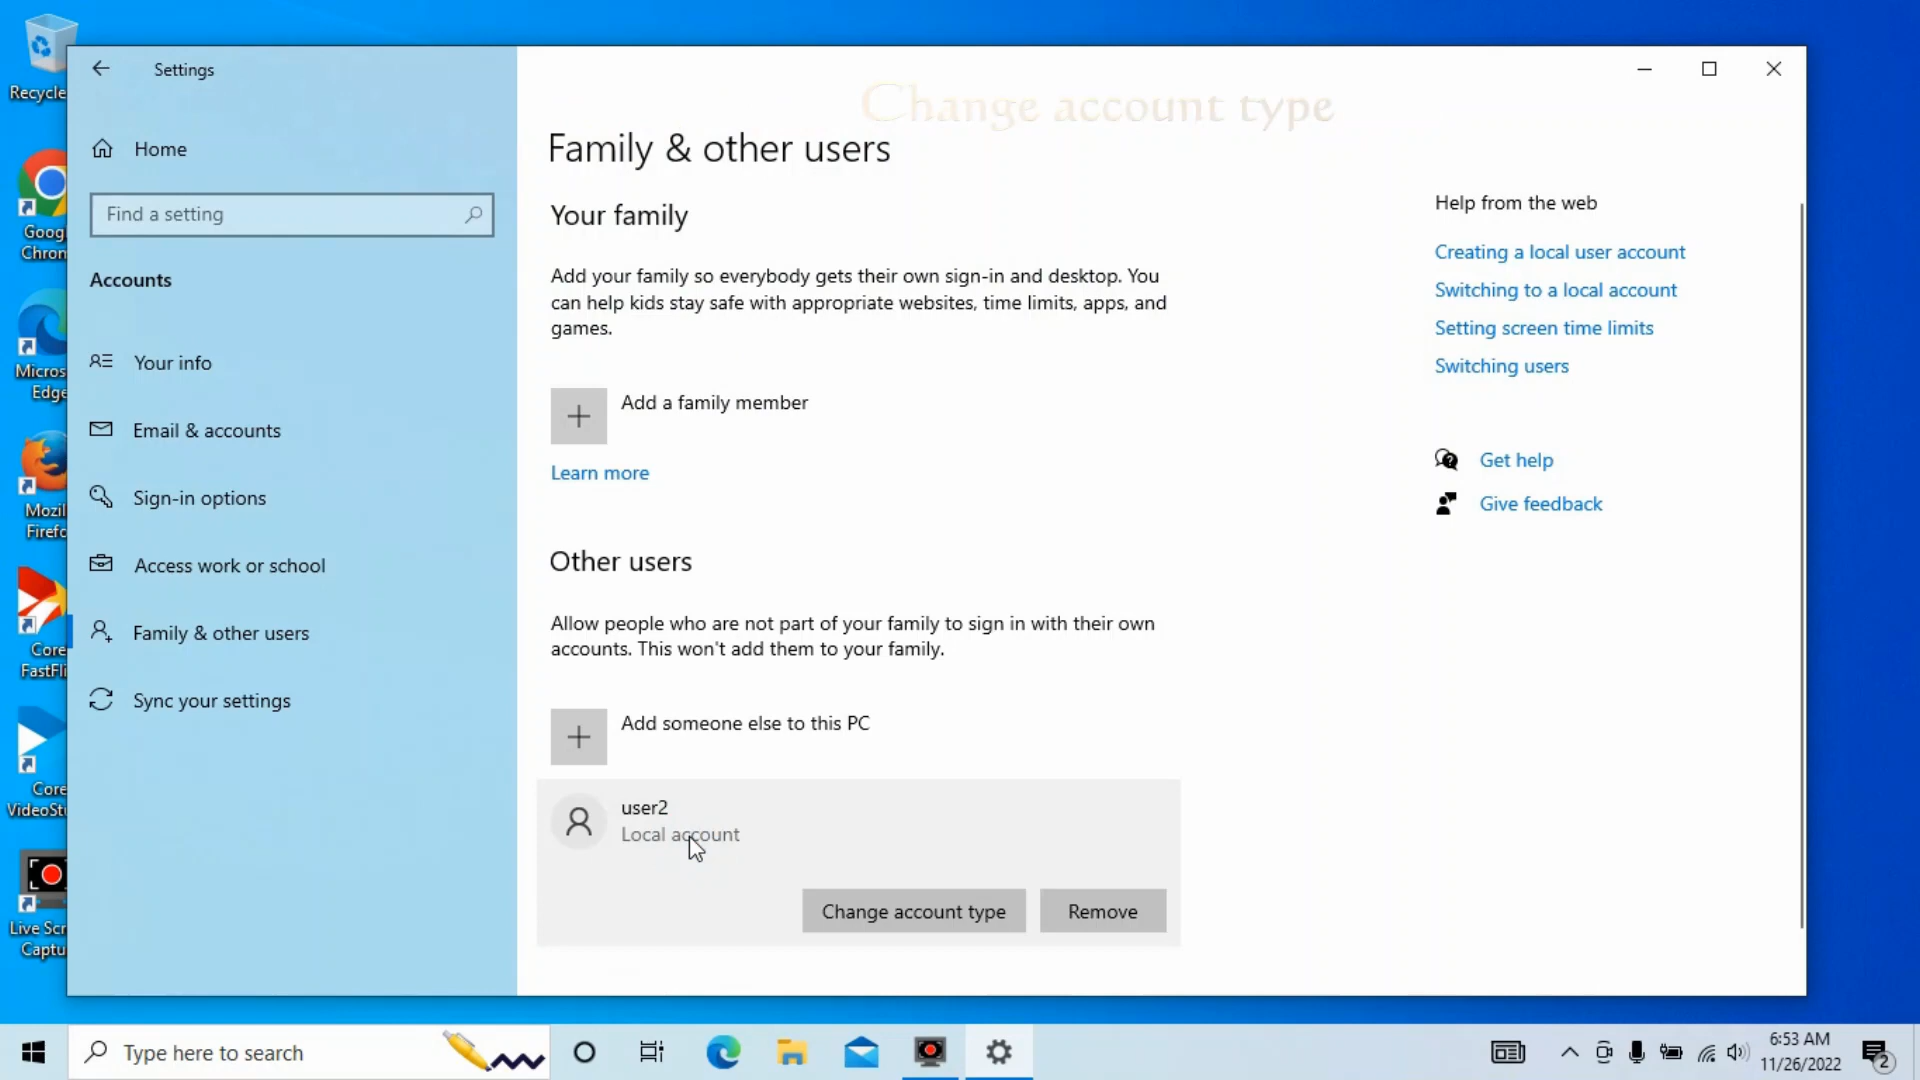 Recycle
Settings
Change account type
Home
Family & other users
Find a setting
Your family
Help from the web
Googl
Chrom
Creating a local user account
Accounts
Add your family so everybody gets their own sign-in and desktop. You
can help kids stay safe with appropriate websites, time limits, apps, and
games.
Switching to a local account
Setting screen time limits
Switching users
Your info
Micros
Edge
Add a family member
Email & accounts
Learn more
Get help
Sign-in options
Give feedback
Mozil
Firefo
Other users
Access work or school
Allow people who are not part of your family to sign in with their own
accounts. This won't add them to your family.
Family & other users
Core
FastFli
Sync your settings
Add someone else to this PC
Core
VideoStu
user2
Local account
Change account type
Remove
Live Scr
Captu
Type here to search
6:53 AM
11/26/2022
2